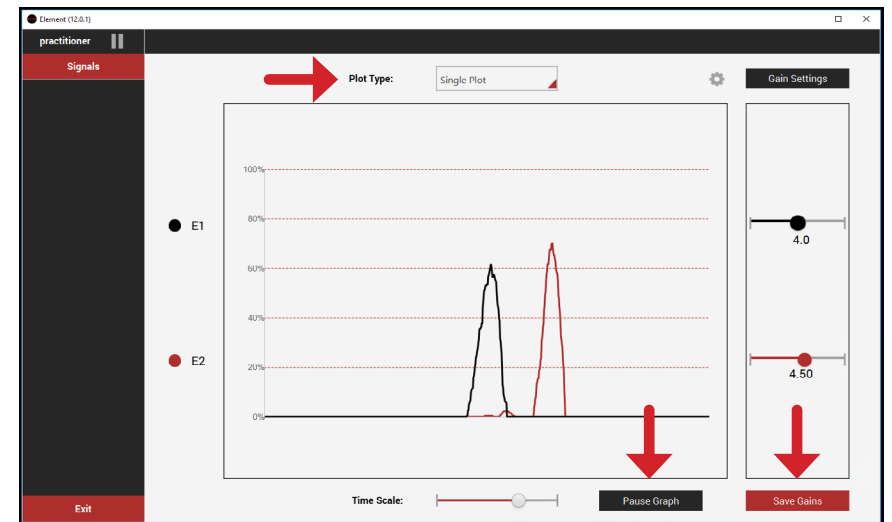 Element (12.0.1)
practitioner
Signals
Plot Type:
Single Plot
Gain Settings
100%
80%
60%
40%
20%
0%
E1
E2
4.0
4.50
Time Scale:
Pause Graph
Save Gains
Exit